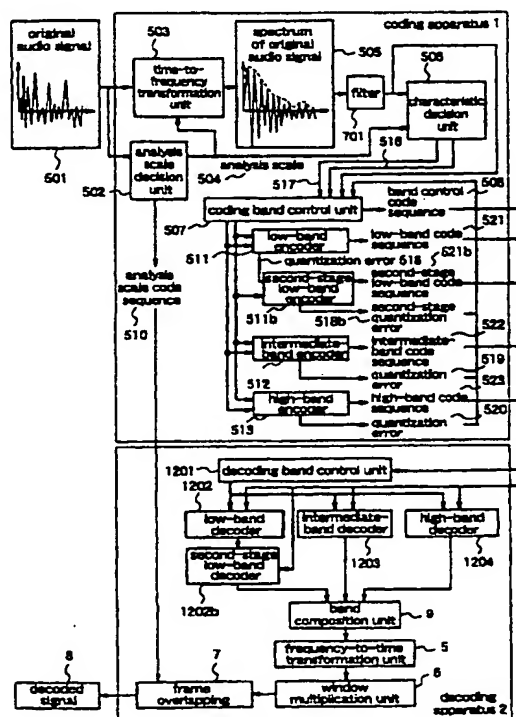 original
audio signal
501
503
time-to-
frequency
transformation
unit
spectrum
of original
audio signal
505
coding apparatus 1
506
filter
701
characteristic
decision
unit
analysis
scale
decision
unit
502
analysis scale
504
516
517
coding band control unit
507
band control
code
sequence
508
low-band
encoder
511
low-band code
sequence
521
quantization error 518
second-stage
low-band
encoder
511b
second-stage
low-band code
sequence
521b
second-stage
quantization
error
518b
analysis
scale code
sequence
510
intermediate-
band encoder
512
intermediate-
band code
sequence
522
quantization
error
519
high-band
encoder
513
high-band code
sequence
523
quantization
error
520
1201
decoding band control unit
1202
low-band
decoder
intermediate-
band decoder
1203
high-band
decoder
1204
second-stage
low-band
decoder
1202b
band
composition unit
9
frequency-to-time
transformation unit
5
8
decoded
signal
7
frame
overlapping
window
multiplication unit
6
decoding
apparatus 2